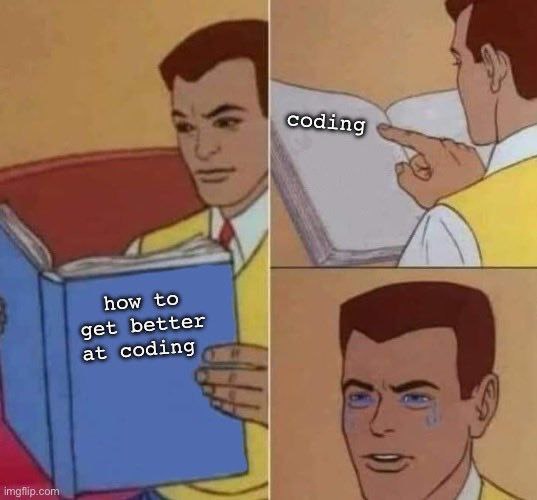 how to
get better
at coding
coding
imgflip.com